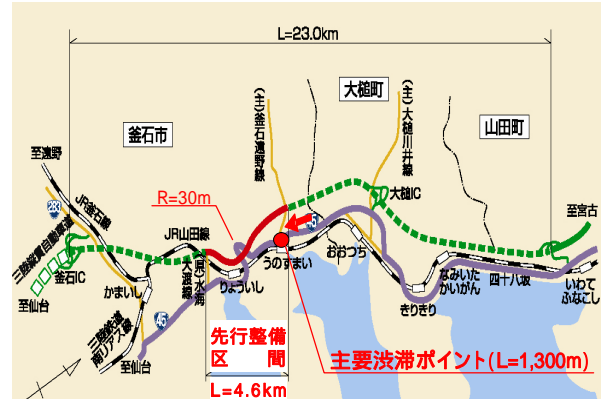 L=23.0km
大槌町
(主)釜石遠野線
(主)大槌川井線
釜石市
山田町
至遠野
283
JR釜石線
R=30m
大槌IC
至宮古
45
三陸縦貫自動車道
釜石IC
JR山田線
(県)水海大渡線
うのすまい
おおつち
至仙台
かまいし
りょういし
きりきり
なみいた
かいがん
四十八坂
いわて
ふなこし
三陸鉄道
南リアス線
45
至仙台
先行整備
区間
主要渋滞ポイント(L=1,300m)
L=4.6km